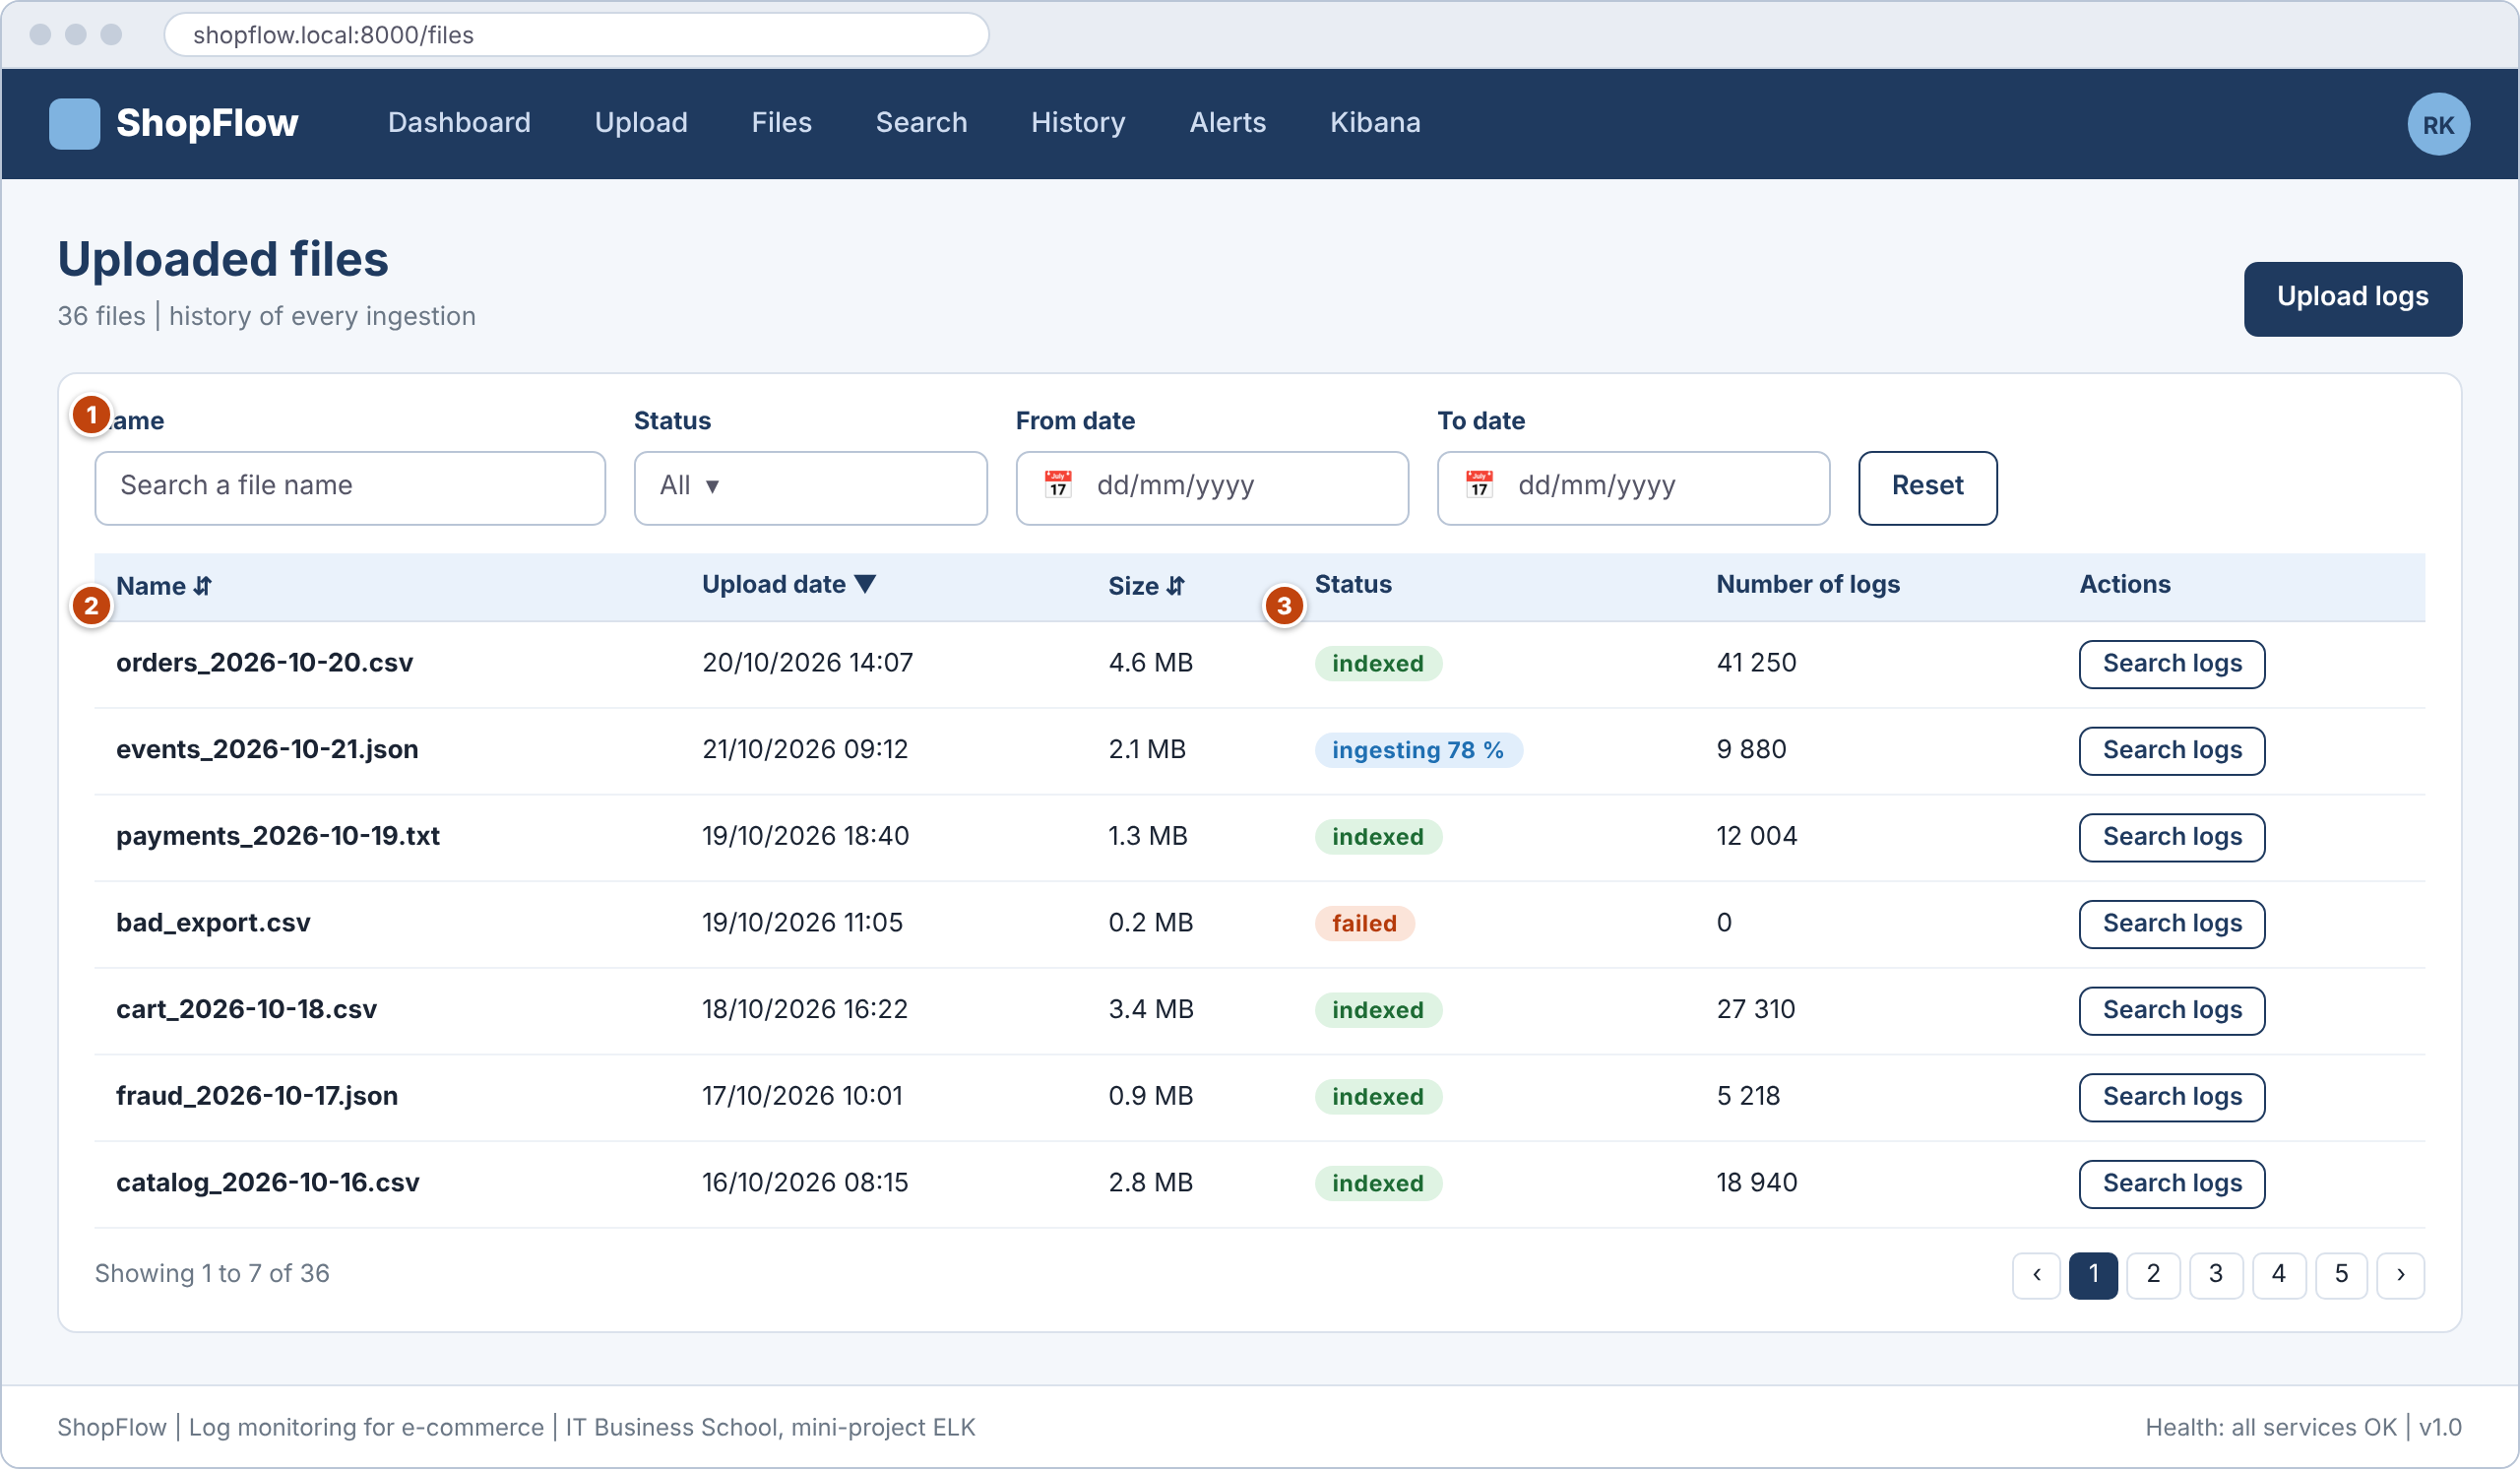 shopflow.local:8000/files
ShopFlow Dashboard Upload Files Search History Alerts Kibana RK
Uploaded files
36 files | history of every ingestion
Upload logs
1 ame Status From date To date
Search a file name All ▾ 📅 dd/mm/yyyy 📅 dd/mm/yyyy Reset
2 Name ⇵ Upload date ▼ Size ⇵ 3 Status Number of logs Actions
orders_2026-10-20.csv 20/10/2026 14:07 4.6 MB indexed 41 250 Search logs
events_2026-10-21.json 21/10/2026 09:12 2.1 MB ingesting 78 % 9 880 Search logs
payments_2026-10-19.txt 19/10/2026 18:40 1.3 MB indexed 12 004 Search logs
bad_export.csv 19/10/2026 11:05 0.2 MB failed 0 Search logs
cart_2026-10-18.csv 18/10/2026 16:22 3.4 MB indexed 27 310 Search logs
fraud_2026-10-17.json 17/10/2026 10:01 0.9 MB indexed 5 218 Search logs
catalog_2026-10-16.csv 16/10/2026 08:15 2.8 MB indexed 18 940 Search logs
Showing 1 to 7 of 36 ‹ 1 2 3 4 5 ›
ShopFlow | Log monitoring for e-commerce | IT Business School, mini-project ELK Health: all services OK | v1.0